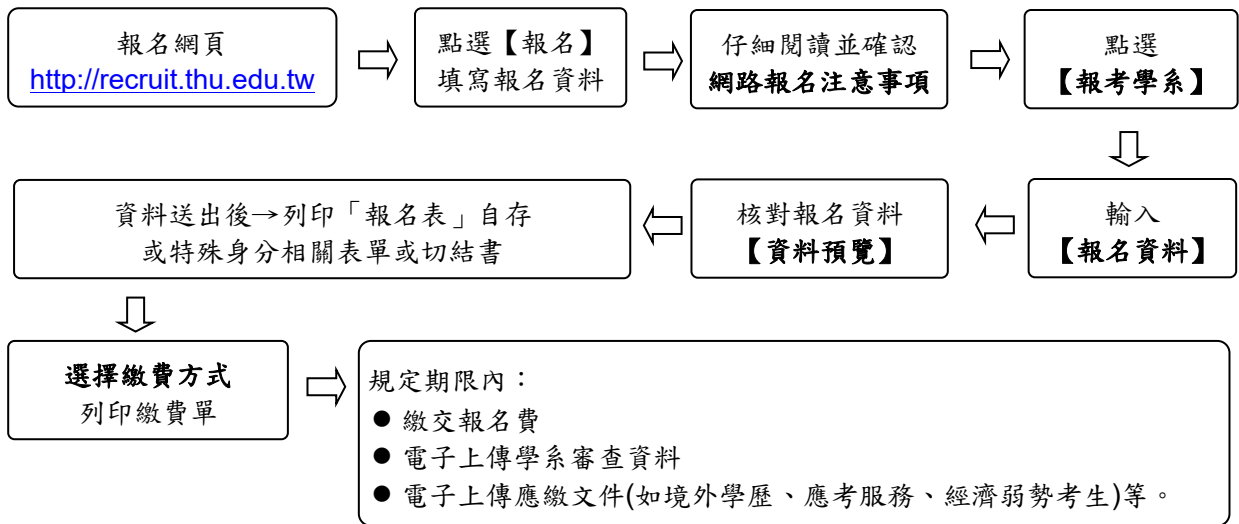 報名網頁
http://recruit.thu.edu.tw
點選【報名】
填寫報名資料
仔細閱讀並確認
網路報名注意事項
點選
【報考學系】
輸入
【報名資料】
核對報名資料
【資料預覽】
資料送出後→列印「報名表」自存
或特殊身分相關表單或切結書
選擇繳費方式
列印繳費單
規定期限內：
● 繳交報名費
● 電子上傳學系審查資料
● 電子上傳應繳文件(如境外學歷、應考服務、經濟弱勢考生)等。